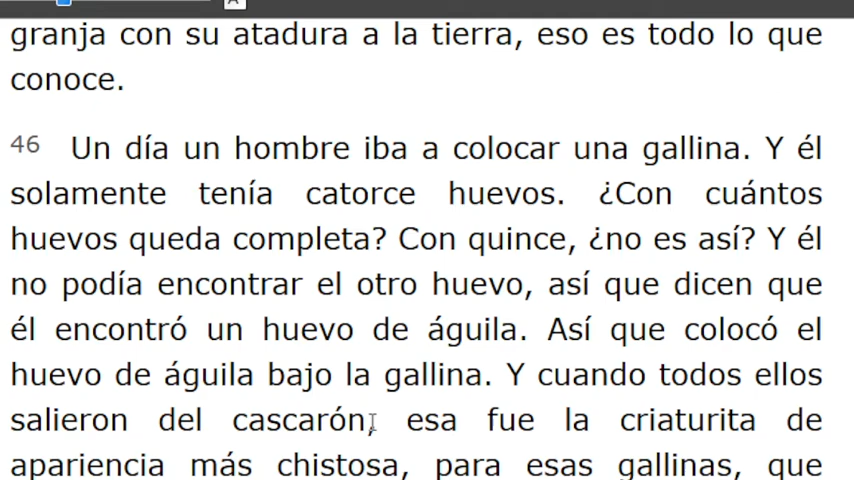 granja con su atadura a la tierra, eso es todo lo que
conoce.
46 Un día un hombre iba a colocar una gallina. Y él
solamente tenía catorce huevos. ¿Con cuántos
huevos queda completa? Con quince, ¿no es así? Y él
no podía encontrar el otro huevo, así que dicen que
él encontró un huevo de águila. Así que colocó el
huevo de águila bajo la gallina. Y cuando todos ellos
salieron del cascarón, esa fue la criaturita de
apariencia más chistosa, para esas gallinas, que